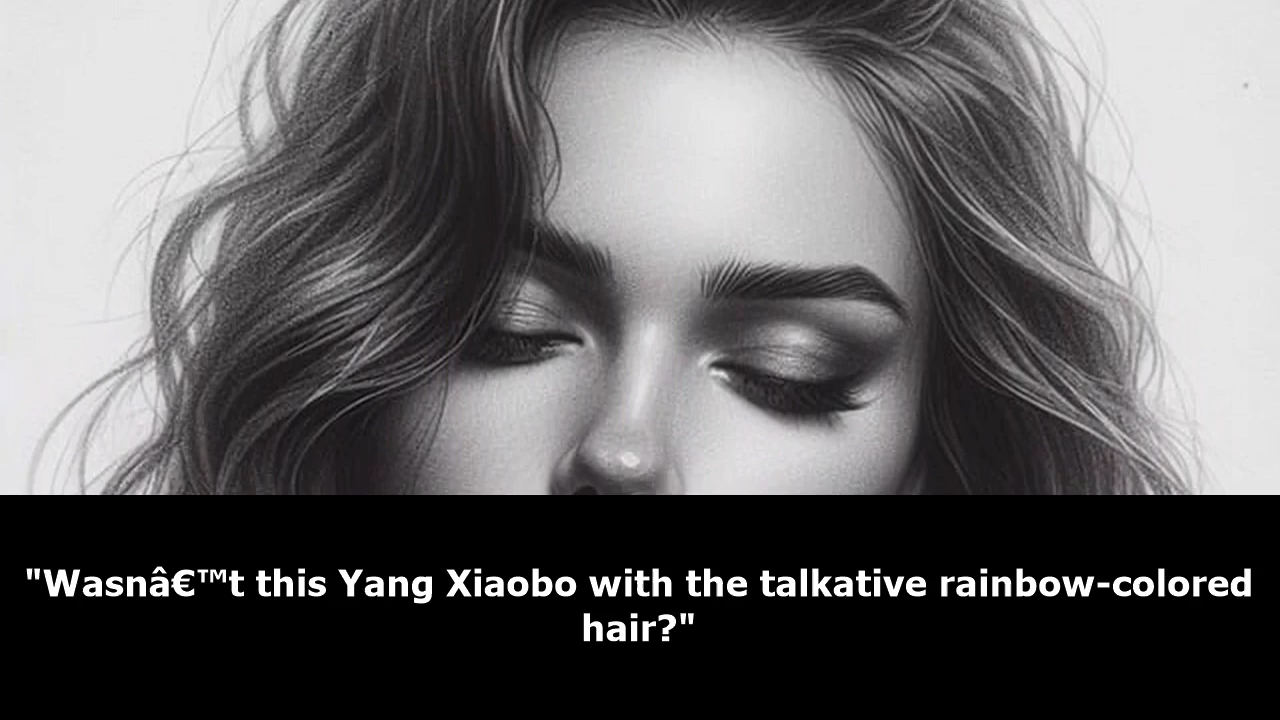 "Wasnâ€™t this Yang Xiaobo with the talkative rainbow-colored
hair?"